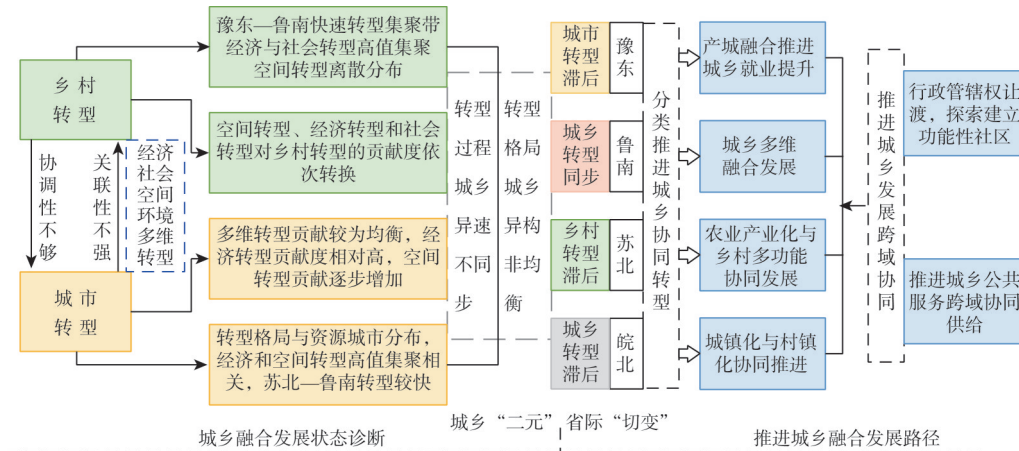 豫东—鲁南快速转型集聚带
经济与社会转型高值集聚
空间转型离散分布
乡村
转型
空间转型、经济转型和社会
转型对乡村转型的贡献度依
次转换
协调性不够
关联性不强
经济
社会
空间
环境
多维
转型
多维转型贡献较为均衡，经
济转型贡献度相对高，空间
转型贡献逐步增加
城市
转型
转型格局与资源城市分布，
经济和空间转型高值集聚相
关，苏北—鲁南转型较快
转型过程城乡异速不同步
转型格局城乡异构非均衡
城市
转型
滞后
豫东
城乡
转型
同步
鲁南
乡村
转型
滞后
苏北
城乡
转型
滞后
皖北
分类推进城乡协同转型
产城融合推进
城乡就业提升
城乡多维
融合发展
农业产业化与
乡村多功能
协同发展
城镇化与村镇
化协同推进
推进城乡发展跨域协同
行政管辖权让
渡，探索建立
功能性社区
推进城乡公共
服务跨域协同
供给
城乡融合发展状态诊断
城乡“二元”
省际“切变”
推进城乡融合发展路径